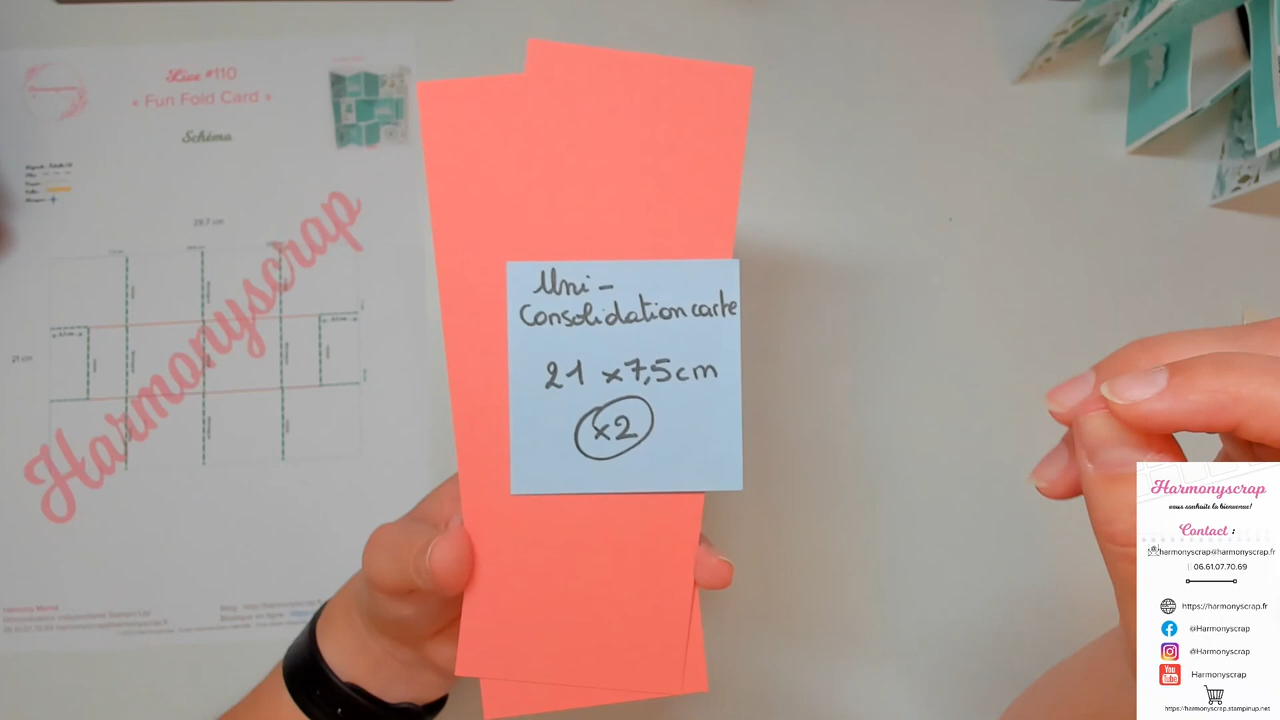 Live #110
« Fun Fold Card »
Schéma
29,7 cm
21 cm
Harmonyscrap
Uni -
Consolidation carte
21 x 7,5 cm
x2
Harmonyscrap
vous souhaite la bienvenue!
Contact :
harmonyscrap@harmonyscrap.fr
06.61.07.70.69
https://harmonyscrap.fr
@Harmonyscrap
@Harmonyscrap
You Tube
Harmonyscrap
https://harmonyscrap.stampinup.net